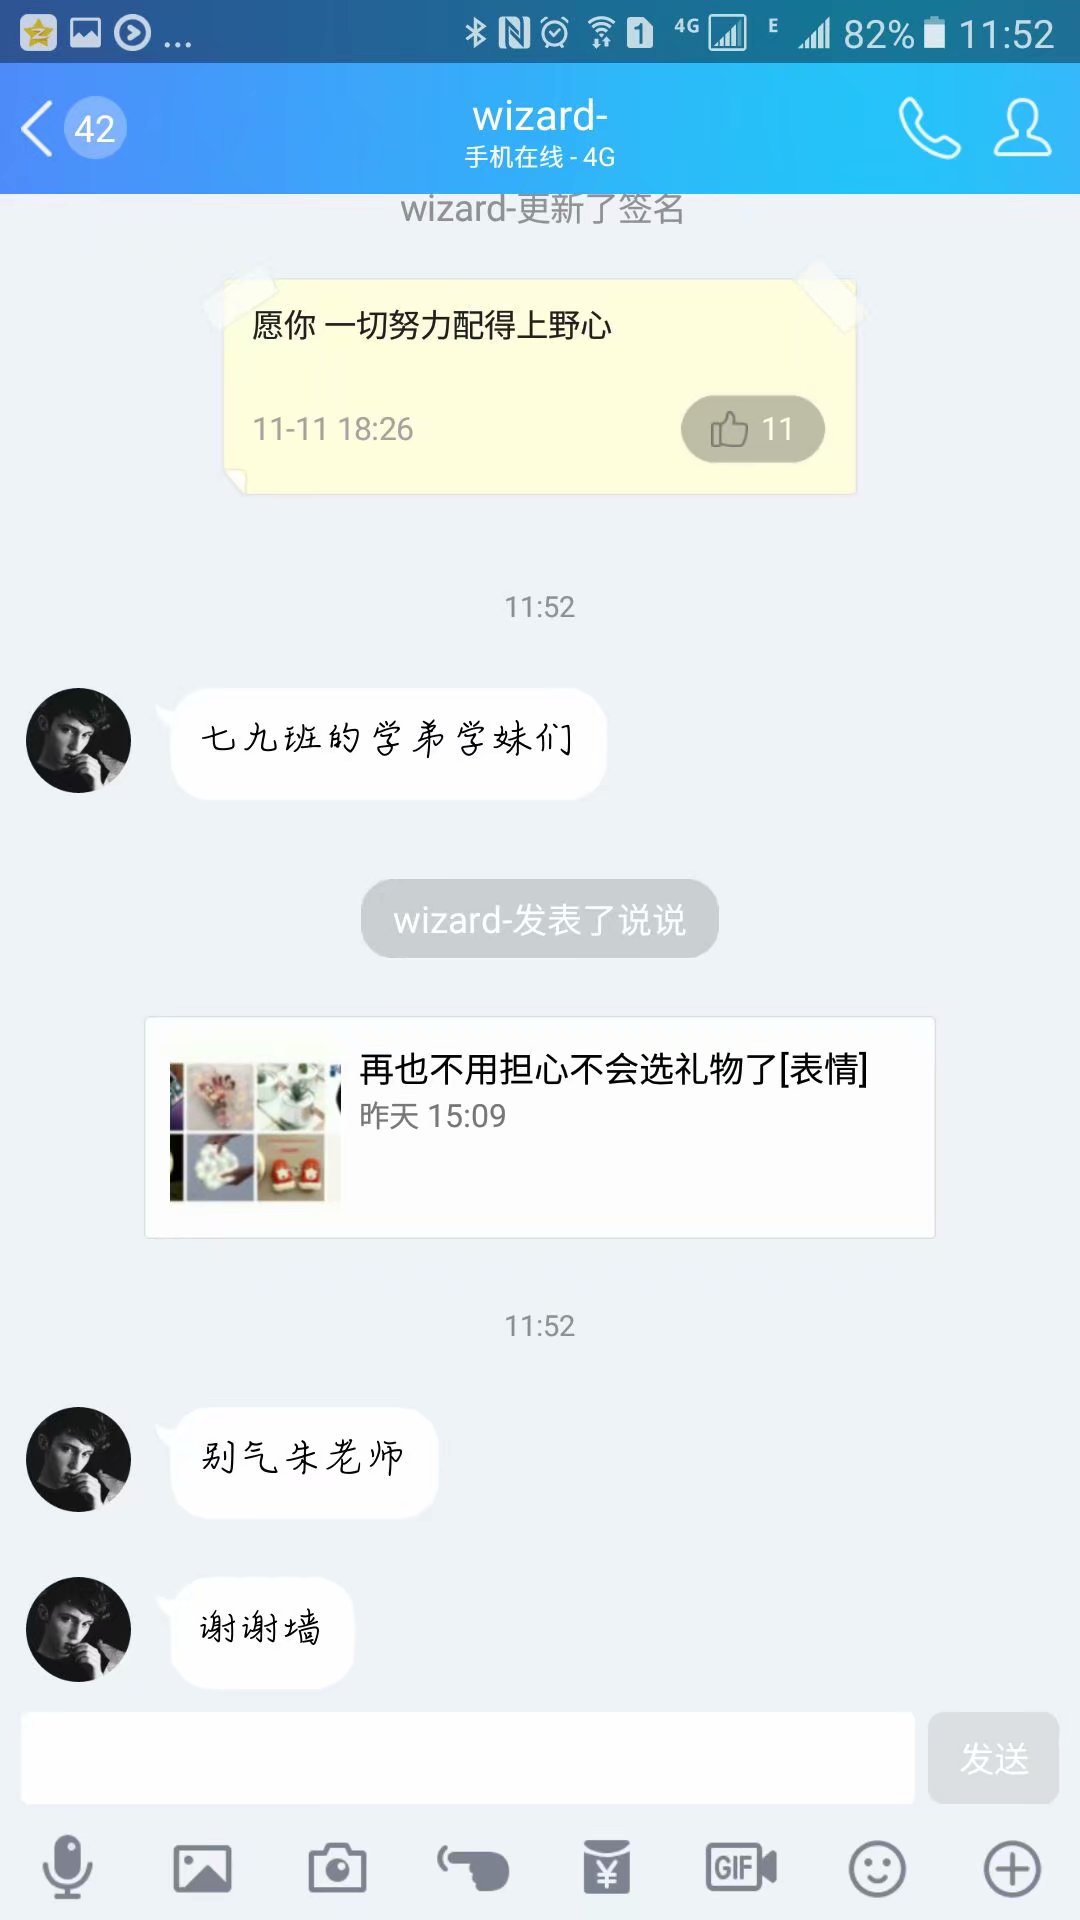 ... 1 4G E 82% 11:52
42
wizard-
手机在线 - 4G
wizard-更新了签名
愿你 一切努力配得上野心
11-11 18:26
11
11:52
七九班的学弟学妹们
wizard-发表了说说
再也不用担心不会选礼物了[表情]
昨天 15:09
11:52
别气朱老师
谢谢墙
发送
GIF